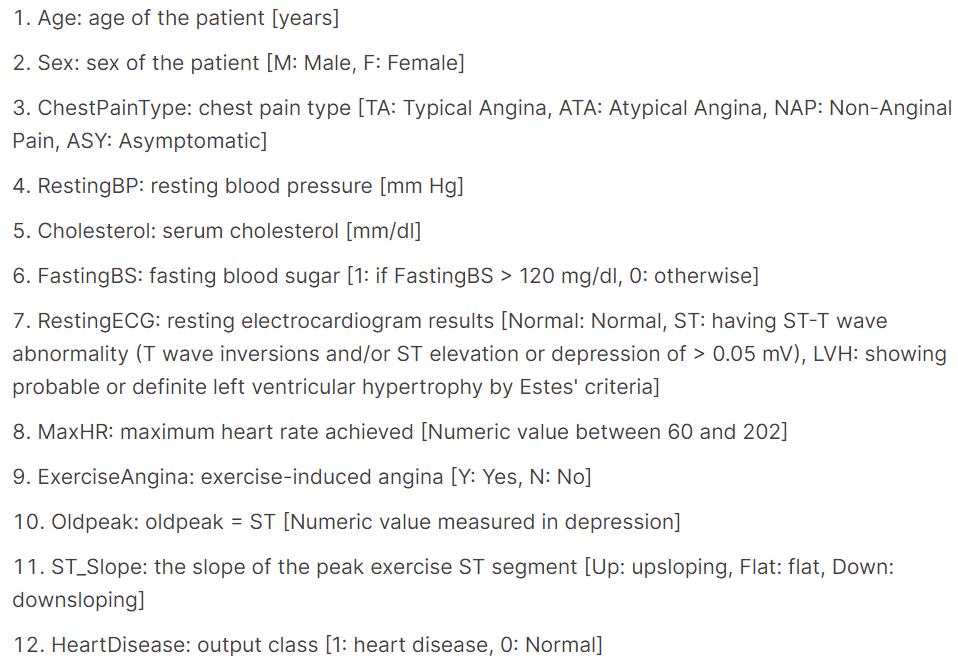 1. Age: age of the patient [years]
2. Sex: sex of the patient [M: Male, F: Female]
3. ChestPainType: chest pain type [TA: Typical Angina, ATA: Atypical Angina, NAP: Non-Anginal
Pain, ASY: Asymptomatic]
4. RestingBP: resting blood pressure [mm Hg]
5. Cholesterol: serum cholesterol [mm/dl]
6. FastingBS: fasting blood sugar [1: if FastingBS > 120 mg/dl, 0: otherwise]
7. RestingECG: resting electrocardiogram results [Normal: Normal, ST: having ST-T wave
abnormality (T wave inversions and/or ST elevation or depression of > 0.05 mV), LVH: showing
probable or definite left ventricular hypertrophy by Estes' criteria]
8. MaxHR: maximum heart rate achieved [Numeric value between 60 and 202]
9. ExerciseAngina: exercise-induced angina [Y: Yes, N: No]
10. Oldpeak: oldpeak = ST [Numeric value measured in depression]
11. ST_Slope: the slope of the peak exercise ST segment [Up: upsloping, Flat: flat, Down:
downsloping]
12. HeartDisease: output class [1: heart disease, 0: Normal]